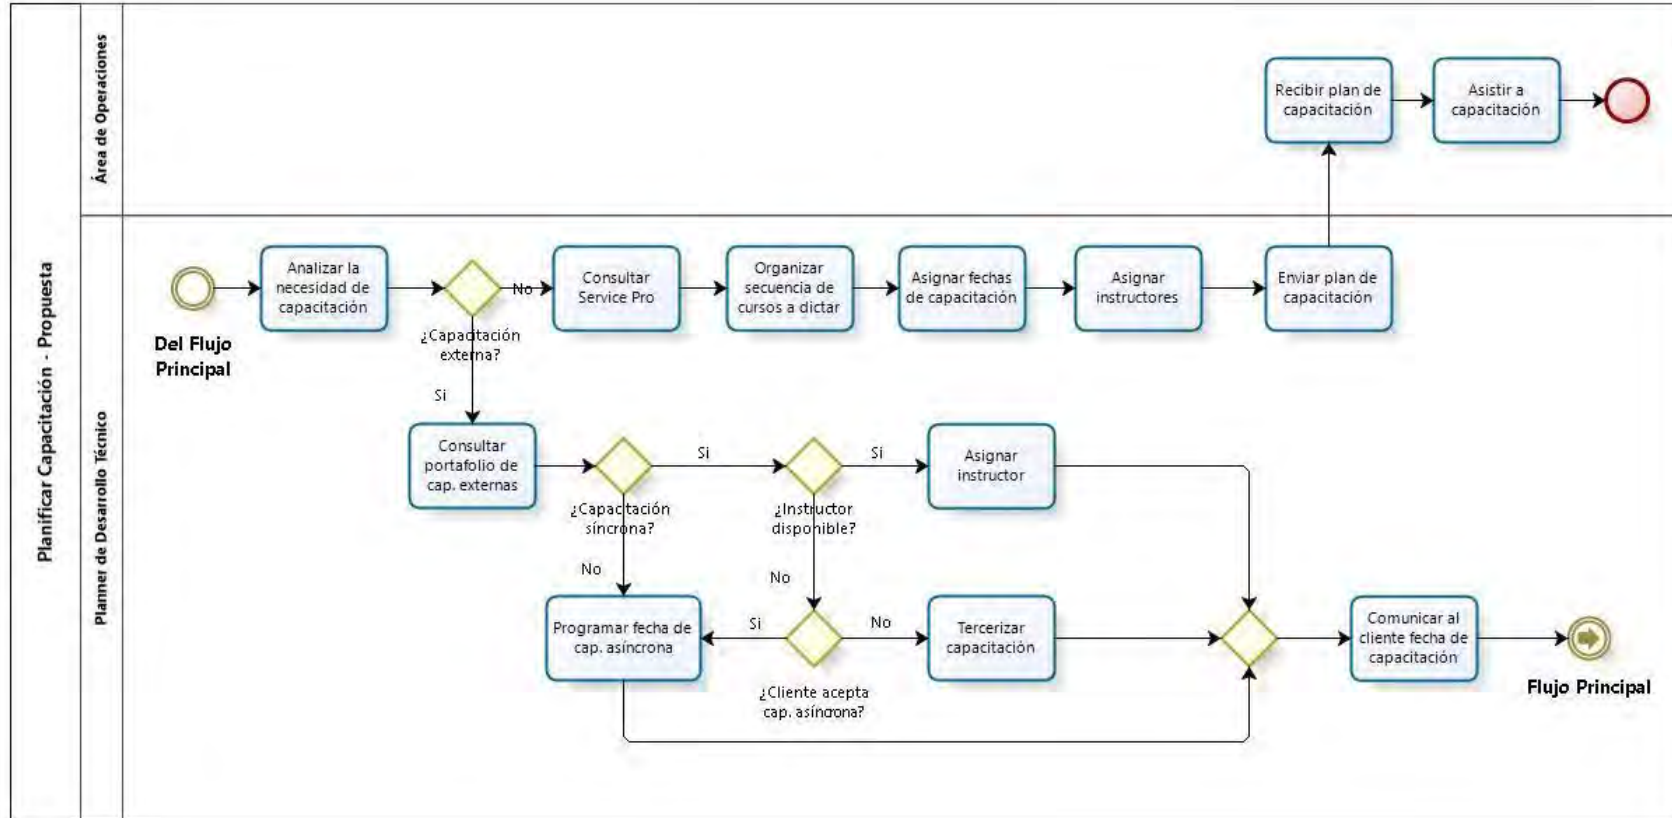 Planificar Capacitación - Propuesta
Área de Operaciones
Recibir plan de
capacitación
Asistir a
capacitación
Planner de Desarrollo Técnico
Del Flujo
Principal
Analizar la
necesidad de
capacitación
¿Capacitación
externa?
No
Consultar
Service Pro
Organizar
secuencia de
cursos a dictar
Asignar fechas
de capacitación
Asignar
instructores
Enviar plan de
capacitación
Si
Consultar
portafolio de
cap. externas
¿Capacitación
síncrona?
Si
¿Instructor
disponible?
Si
Asignar
instructor
No
No
Programar fecha de
cap. asíncrona
Si
¿Cliente acepta
cap. asíncrona?
No
Tercerizar
capacitación
Comunicar al
cliente fecha de
capacitación
Flujo Principal